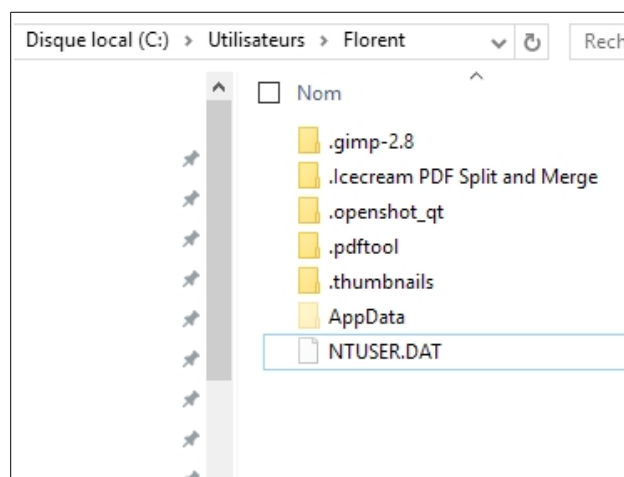 Disque local (C:) > Utilisateurs > Florent
Rech
Nom
.gimp-2.8
.Icecream PDF Split and Merge
.openshot_qt
.pdftool
.thumbnails
AppData
NTUSER.DAT